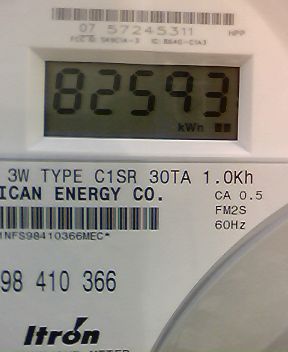 07 57245311 HPP
82593
kWh
3W TYPE C1SR 30TA 1.0Kh
ICAN ENERGY CO. CA 0.5
FM2S
60Hz
1NFS98410366MEC*
98 410 366
Itron